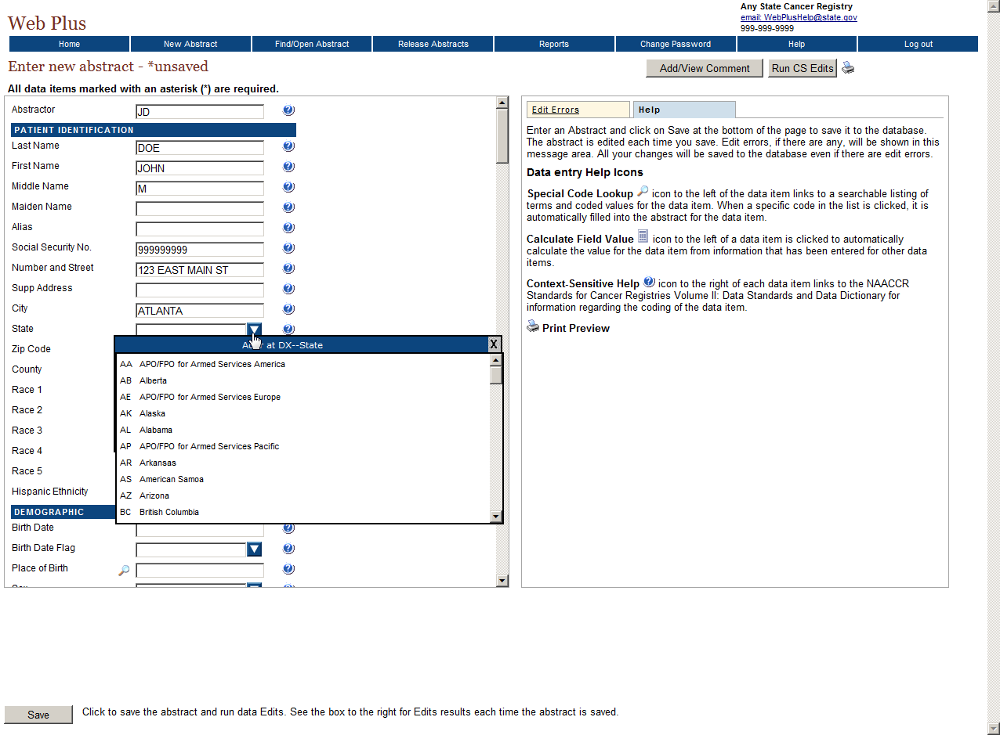 Any State Cancer Registry
Web Plus
email: WebPlusHelp@state.gov
999-999-9999
Home New Abstract Find/Open Abstract Release Abstracts Reports Change Password Help Log out
Enter new abstract - *unsaved
Add/View Comment Run CS Edits
All data items marked with an asterisk (*) are required.
Abstractor JD
PATIENT IDENTIFICATION
Last Name DOE
First Name JOHN
Middle Name M
Maiden Name
Alias
Social Security No. 999999999
Number and Street 123 EAST MAIN ST
Supp Address
City ATLANTA
State
Zip Code
County
Race 1
Race 2
Race 3
Race 4
Race 5
Hispanic Ethnicity
DEMOGRAPHIC
Birth Date
Birth Date Flag
Place of Birth
at DX--State X
AA APO/FPO for Armed Services America
AB Alberta
AE APO/FPO for Armed Services Europe
AK Alaska
AL Alabama
AP APO/FPO for Armed Services Pacific
AR Arkansas
AS American Samoa
AZ Arizona
BC British Columbia
Edit Errors Help
Enter an Abstract and click on Save at the bottom of the page to save it to the database.
The abstract is edited each time you save. Edit errors, if there are any, will be shown in this
message area. All your changes will be saved to the database even if there are edit errors.
Data entry Help Icons
Special Code Lookup icon to the left of the data item links to a searchable listing of
terms and coded values for the data item. When a specific code in the list is clicked, it is
automatically filled into the abstract for the data item.
Calculate Field Value icon to the left of a data item is clicked to automatically
calculate the value for the data item from information that has been entered for other data
items.
Context-Sensitive Help icon to the right of each data item links to the NAACCR
Standards for Cancer Registries Volume II: Data Standards and Data Dictionary for
information regarding the coding of the data item.
Print Preview
Save Click to save the abstract and run data Edits. See the box to the right for Edits results each time the abstract is saved.